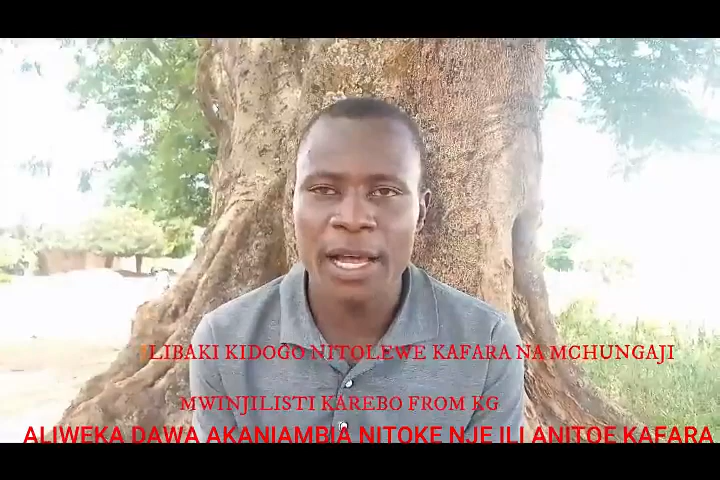 ILIBAKI KIDOGO NITOLEWE KAFARA NA MCHUNGAJI
MWINJILISTI KAREBO FROM KG
ALIWEKA DAWA AKANIAMBIA NITOKE NJE ILI ANITOE KAFARA